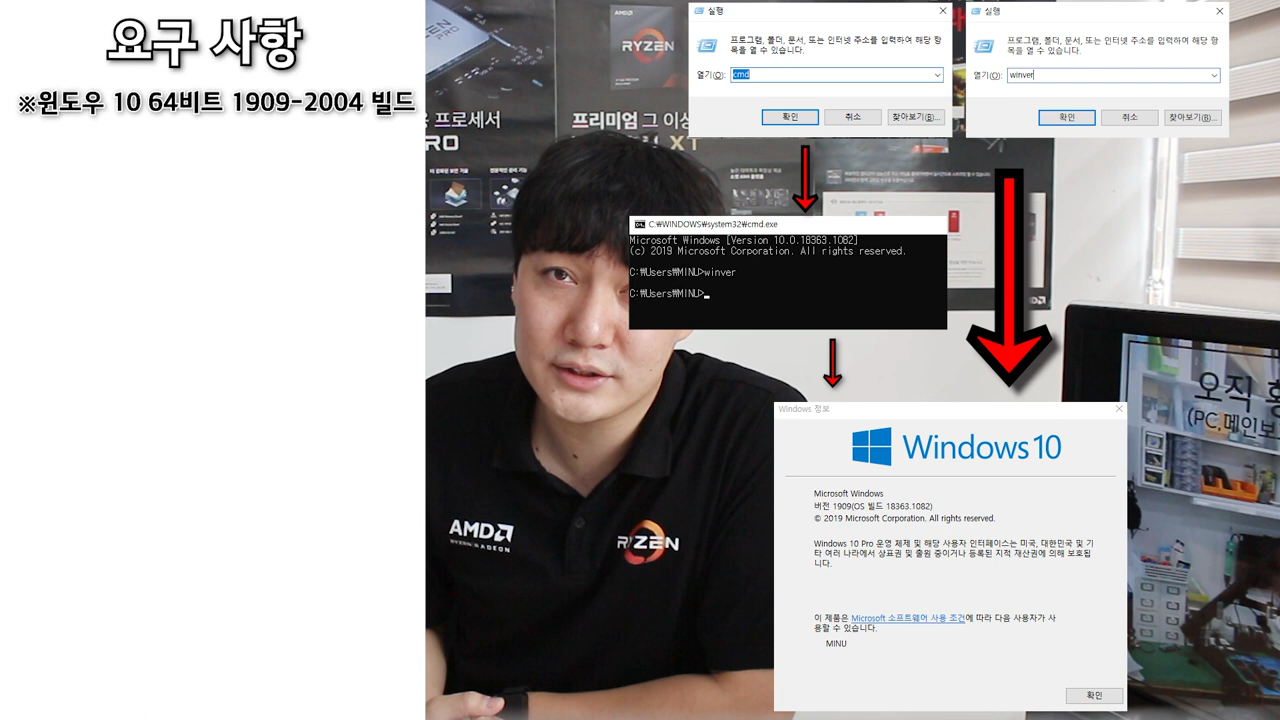 요구 사항
※윈도우 10 64비트 1909-2004 빌드
AMD
RYZEN
프로세서
PRO
프리미엄 그 이상
XT
실행
프로그램, 폴더, 문서, 또는 인터넷 주소를 입력하여 해당 항
목을 열 수 있습니다.
열기(O):
cmd
확인
취소
찾아보기(B)...
실행
프로그램, 폴더, 문서, 또는 인터넷 주소를 입력하여 해당 항
목을 열 수 있습니다.
열기(O):
winver
확인
취소
찾아보기(B)...
C:₩WINDOWS₩system32₩cmd.exe
Microsoft Windows [Version 10.0.18363.1082]
(c) 2019 Microsoft Corporation. All rights reserved.
C:₩Users₩MINU>winver
C:₩Users₩MINU>
Windows 정보
Windows 10
Microsoft Windows
버전 1909(OS 빌드 18363.1082)
© 2019 Microsoft Corporation. All rights reserved.
Windows 10 Pro 운영 체제 및 해당 사용자 인터페이스는 미국, 대한민국 및 기
타 여러 나라에서 상표권 및 출원 중이거나 등록된 지적 재산권에 의해 보호됩
니다.
이 제품은 Microsoft 소프트웨어 사용 조건에 따라 다음 사용자가 사
용할 수 있습니다.
MINU
확인
AMD
RYZEN RADEON
RYZEN
오직
(PC,메인보